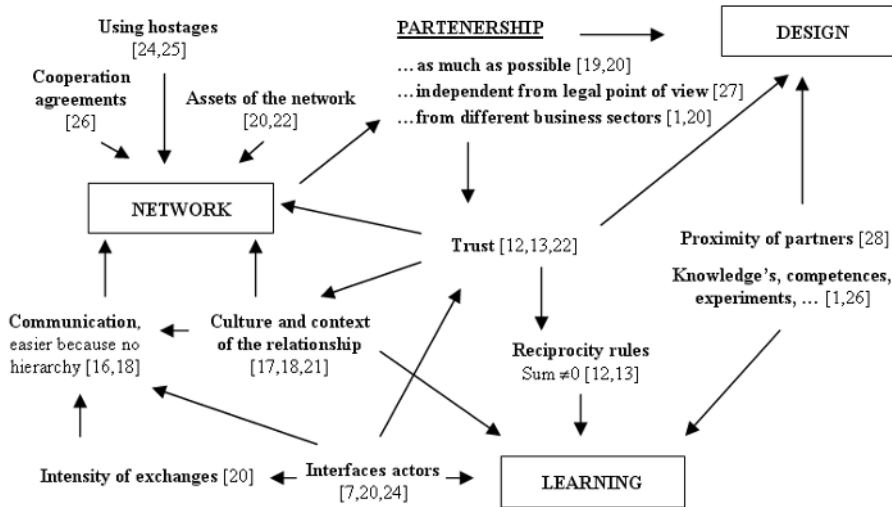 Using hostages
[24,25]
PARTENERSHIP
DESIGN
Cooperation
agreements
[26]
Assets of the network
[20,22]
…as much as possible [19,20]
…independent from legal point of view [27]
…from different business sectors [1,20]
NETWORK
Trust [12,13,22]
Proximity of partners [28]
Knowledge's, competences,
experiments, … [1,26]
Communication,
easier because no
hierarchy [16,18]
Culture and context
of the relationship
[17,18,21]
Reciprocity rules
Sum ≠0 [12,13]
Intensity of exchanges [20]
Interfaces actors
[7,20,24]
LEARNING